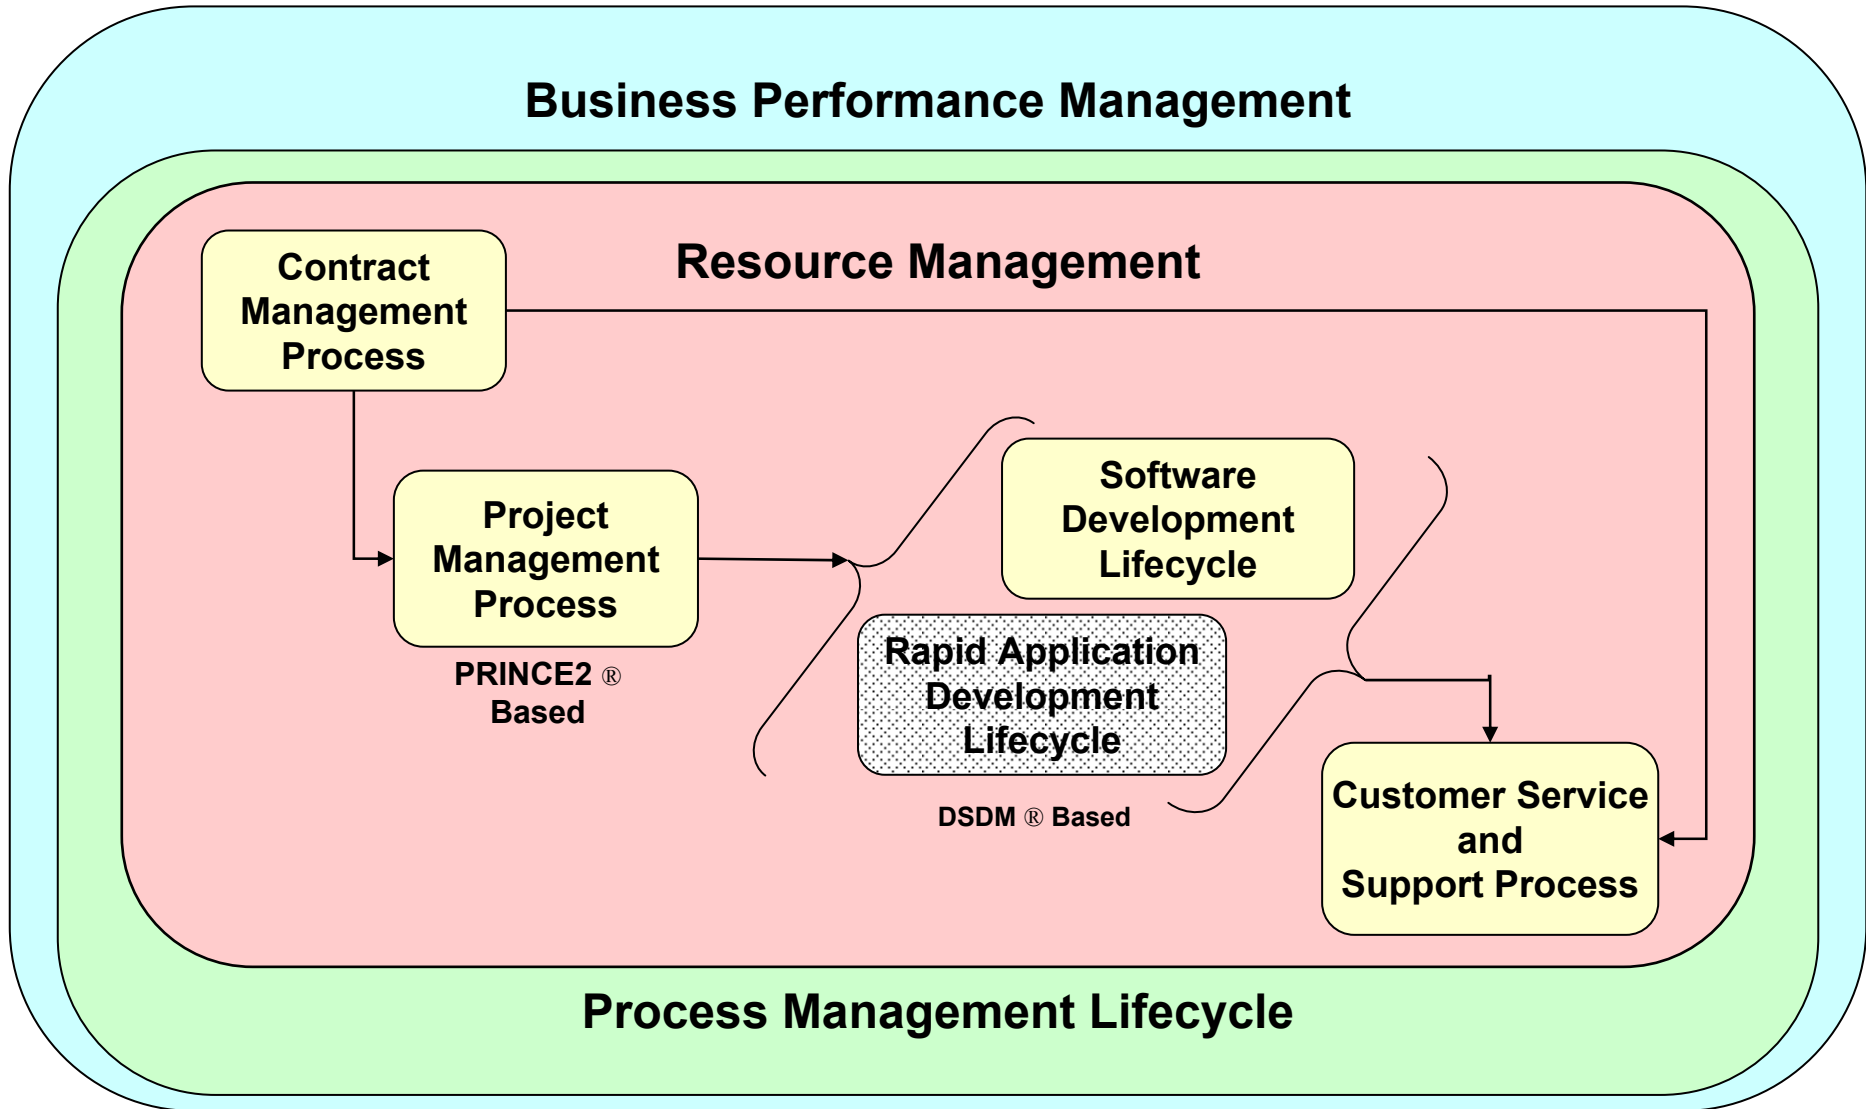 Business Performance Management
Resource Management
Contract
Management
Process
Project
Management
Process
PRINCE2 ®
Based
Software
Development
Lifecycle
Rapid Application
Development
Lifecycle
DSDM ® Based
Customer Service
and
Support Process
Process Management Lifecycle